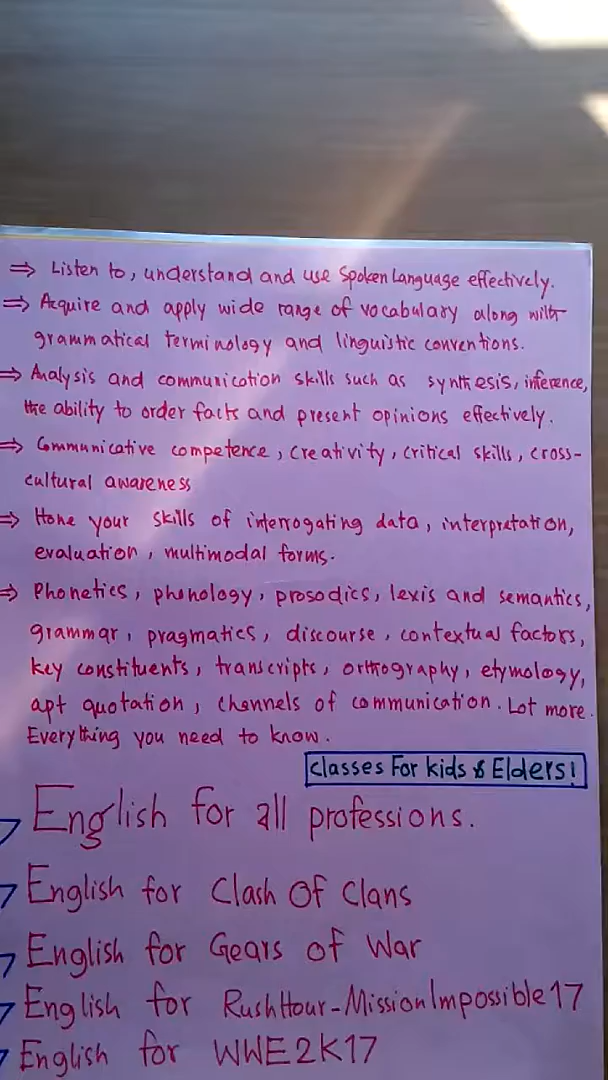 ⇒ Listen to, understand and use Spoken Language effectively.
⇒ Acquire and apply wide range of vocabulary along with
grammatical terminology and linguistic conventions.
⇒ Analysis and communication skills such as synthesis, inference,
the ability to order facts and present opinions effectively.
⇒ Communicative competence, creativity, critical skills, cross-
cultural awareness
⇒ Hone your skills of interrogating data, interpretation,
evaluation, multimodal forms.
⇒ Phonetics, phonology, prosodics, lexis and semantics,
grammar, pragmatics, discourse, contextual factors,
key constituents, transcripts, orthography, etymology,
apt quotation, channels of communication. Lot more.
Everything you need to know.
Classes For kids & Elders!
English for all professions.
English for Clash Of Clans
English for Gears of War
English for RushHour-MissionImpossible17
English for WWE2K17